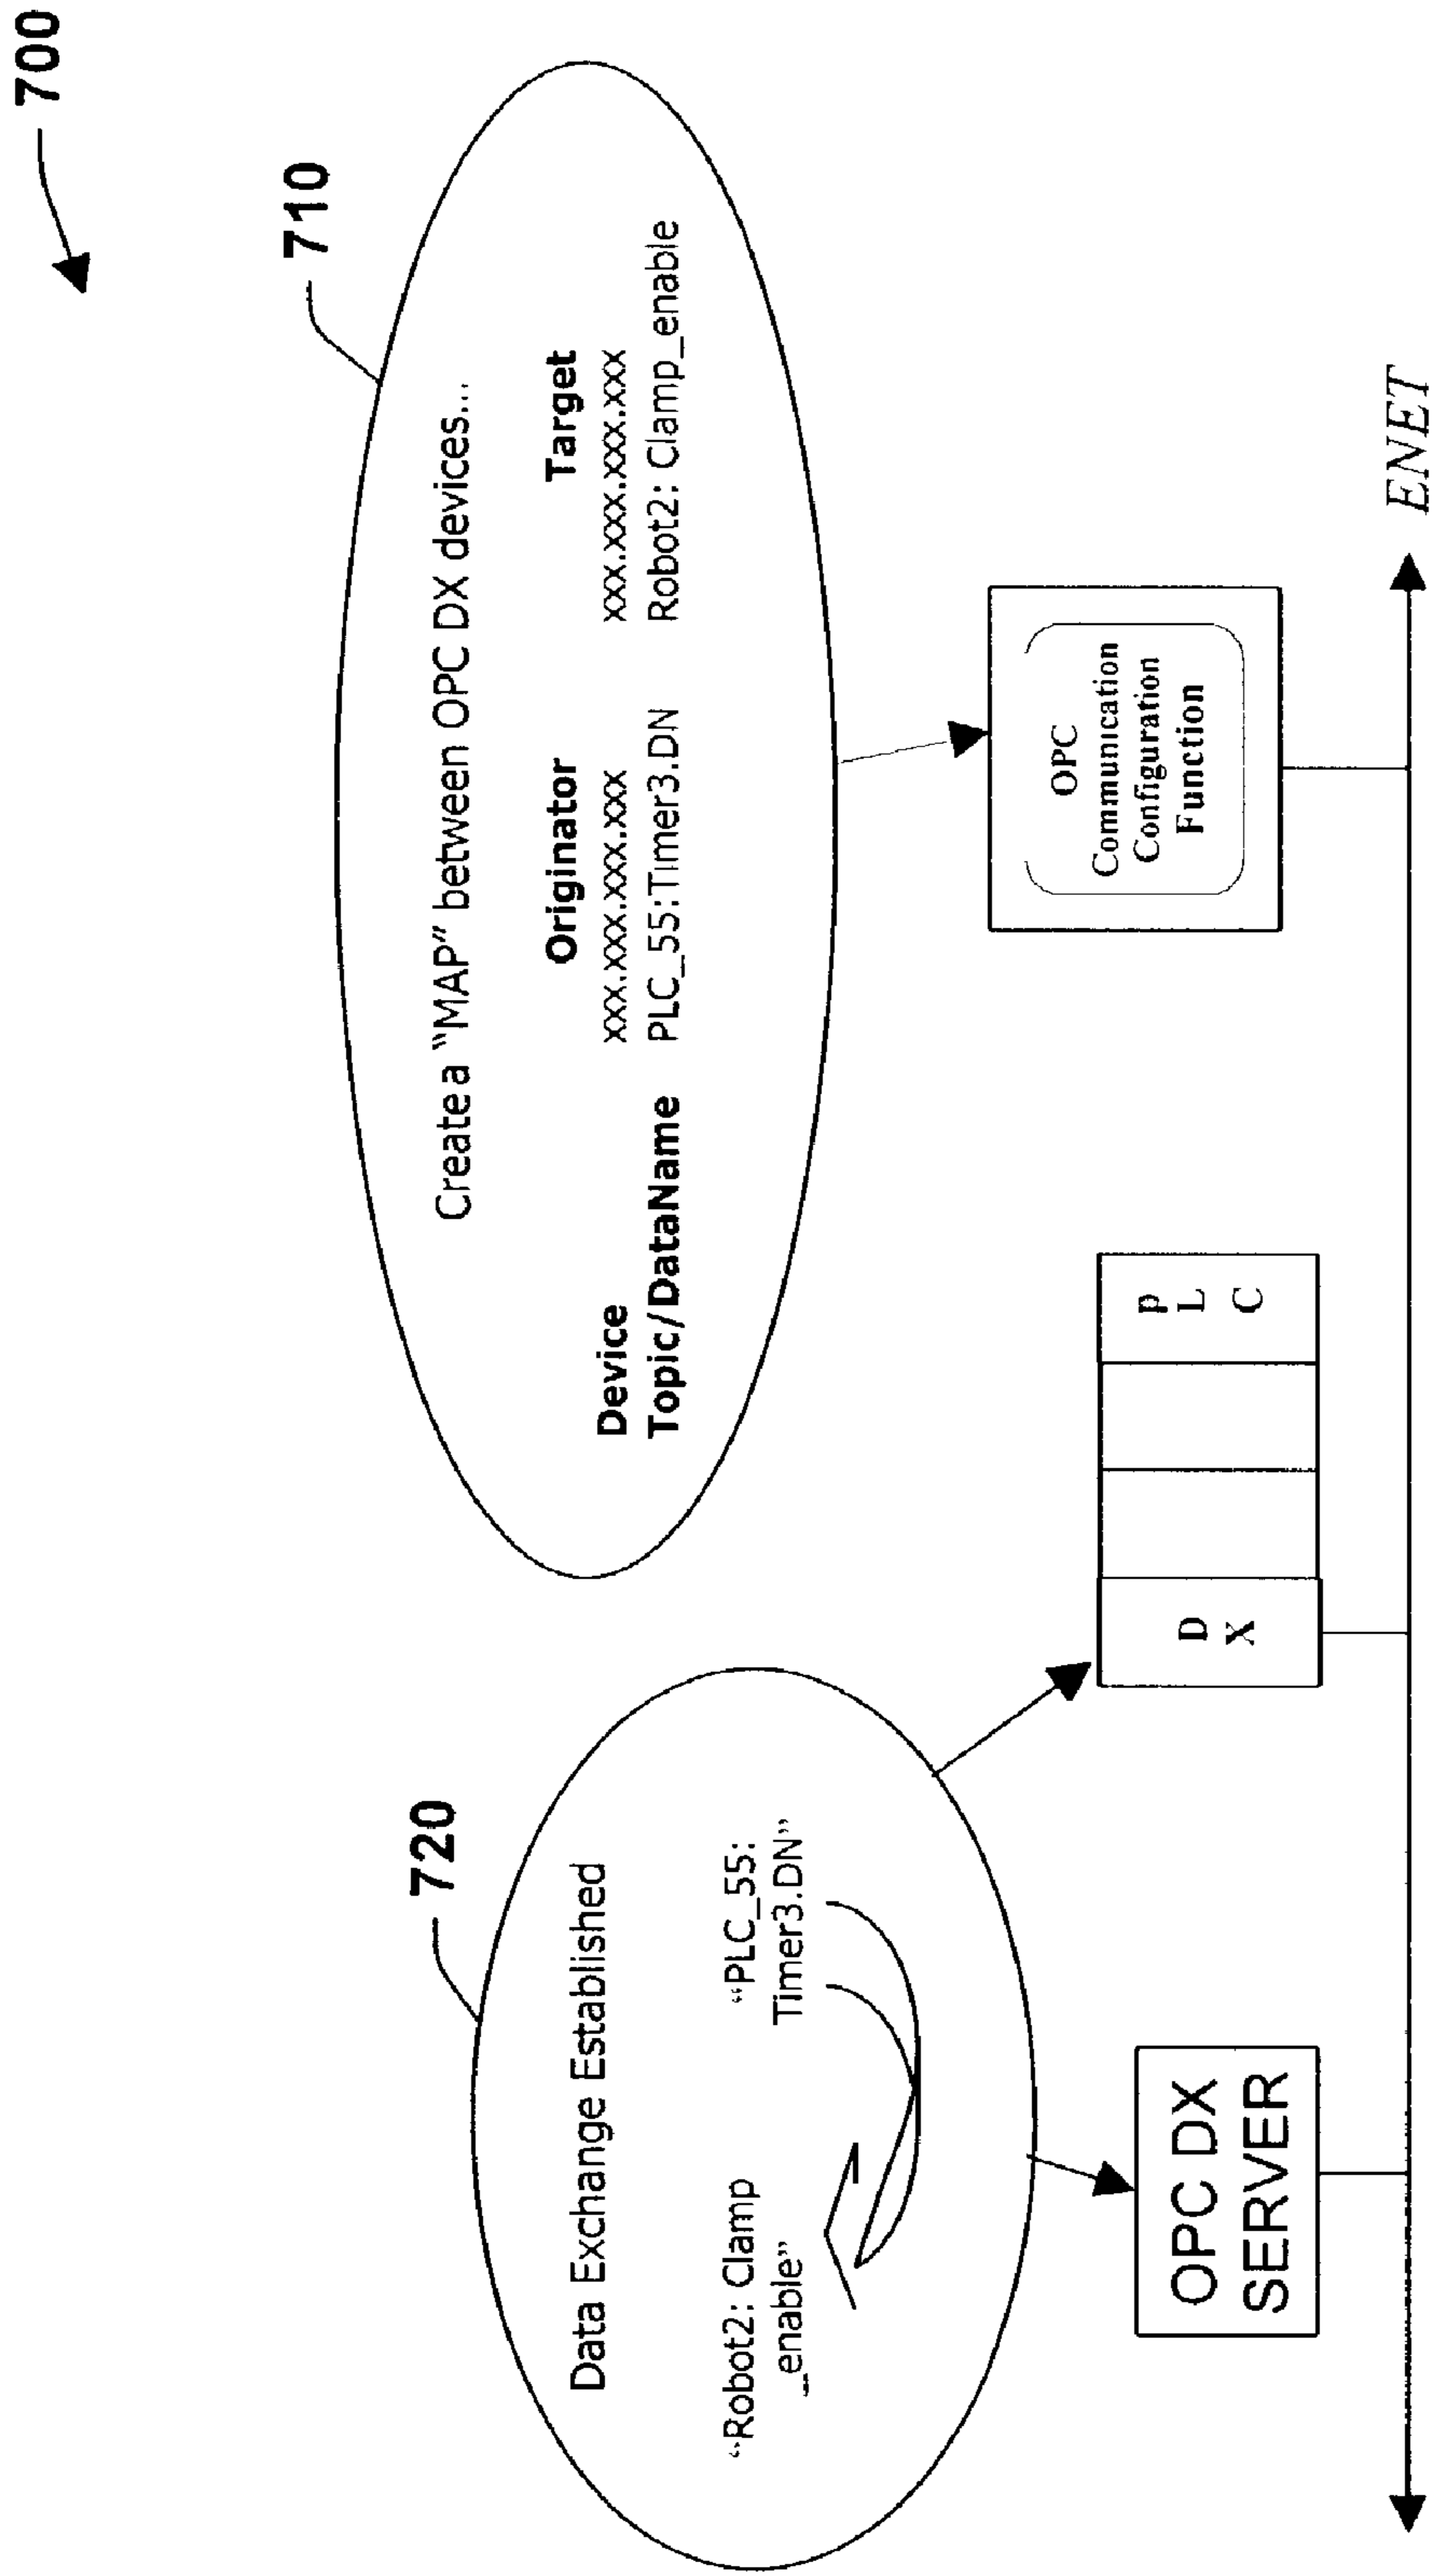 700
710
Create a “MAP” between OPC DX devices...
Originator Target
Device xxx.xxx.xxx.xxx xxx.xxx.xxx.xxx
Topic/DataName PLC_55:Timer3.DN Robot2: Clamp_enable
720
Data Exchange Established
“Robot2: Clamp
_enable”
“PLC_55:
Timer3.DN”
OPC DX
SERVER
D
X
P
L
C
OPC
Communication
Configuration
Function
ENET